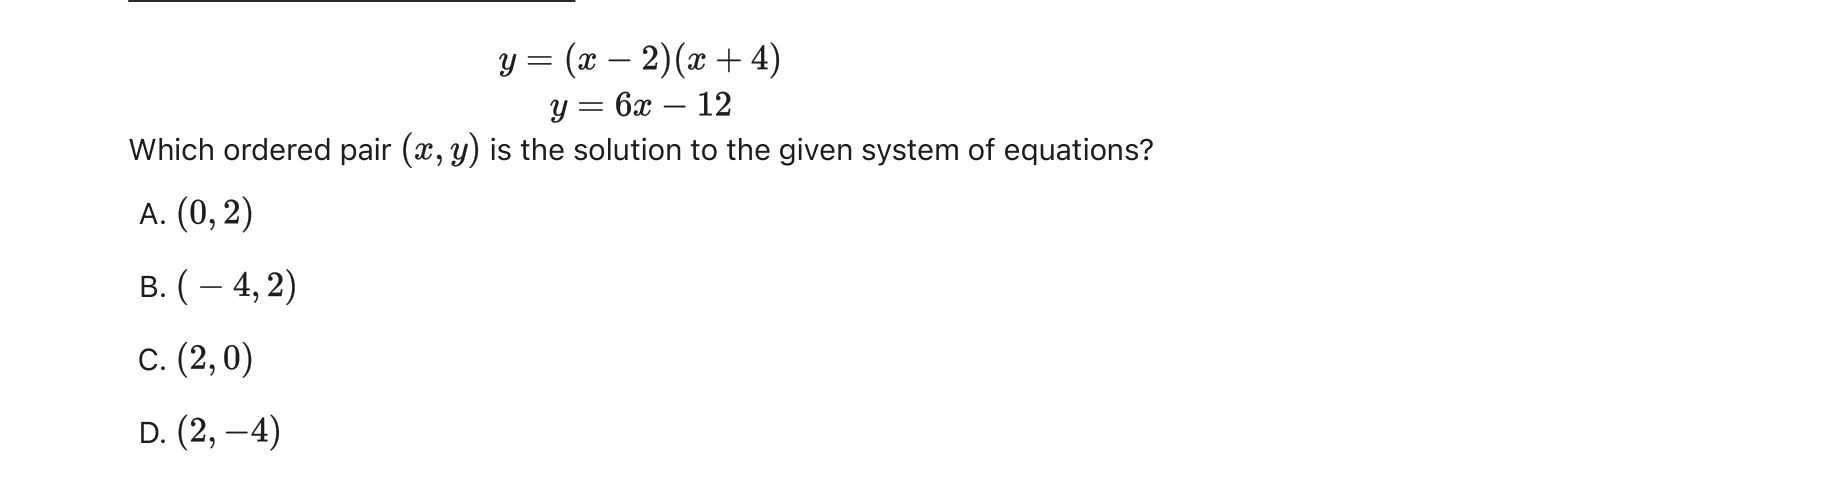 y = (x − 2)(x + 4)
y = 6x − 12
Which ordered pair (x, y) is the solution to the given system of equations?
A. (0, 2)
B. ( − 4, 2)
C. (2, 0)
D. (2, −4)